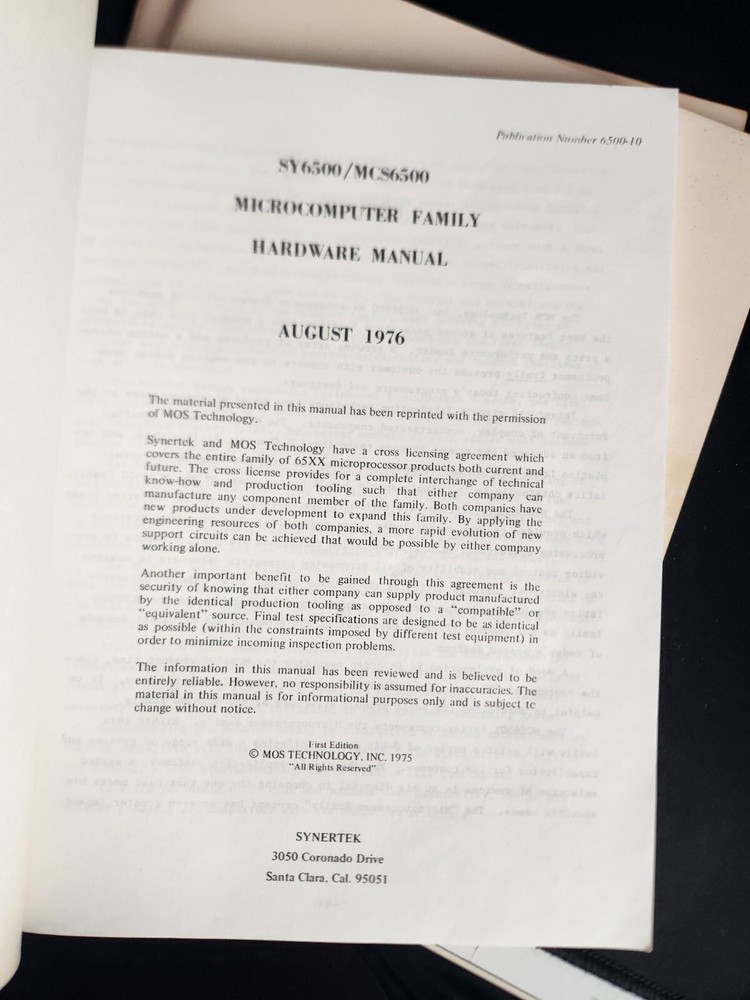 Publication Number 6500-10
SY6500/MCS6500
MICROCOMPUTER FAMILY
HARDWARE MANUAL
AUGUST 1976
The material presented in this manual has been reprinted with the permission
of MOS Technology.
Synertek and MOS Technology have a cross licensing agreement which
covers the entire family of 65XX microprocessor products both current and
future. The cross license provides for a complete interchange of technical
know-how and production tooling such that either company can
manufacture any component member of the family. Both companies have
new products under development to expand this family. By applying the
engineering resources of both companies, a more rapid evolution of new
support circuits can be achieved that would be possible by either company
working alone.
Another important benefit to be gained through this agreement is the
security of knowing that either company can supply product manufactured
by the identical production tooling as opposed to a "compatible" or
"equivalent" source. Final test specifications are designed to be as identical
as possible (within the constraints imposed by different test equipment) in
order to minimize incoming inspection problems.
The information in this manual has been reviewed and is believed to be
entirely reliable. However, no responsibility is assumed for inaccuracies. The
material in this manual is for informational purposes only and is subject to
change without notice.
First Edition
© MOS TECHNOLOGY, INC. 1975
"All Rights Reserved"
SYNERTEK
3050 Coronado Drive
Santa Clara, Cal. 95051